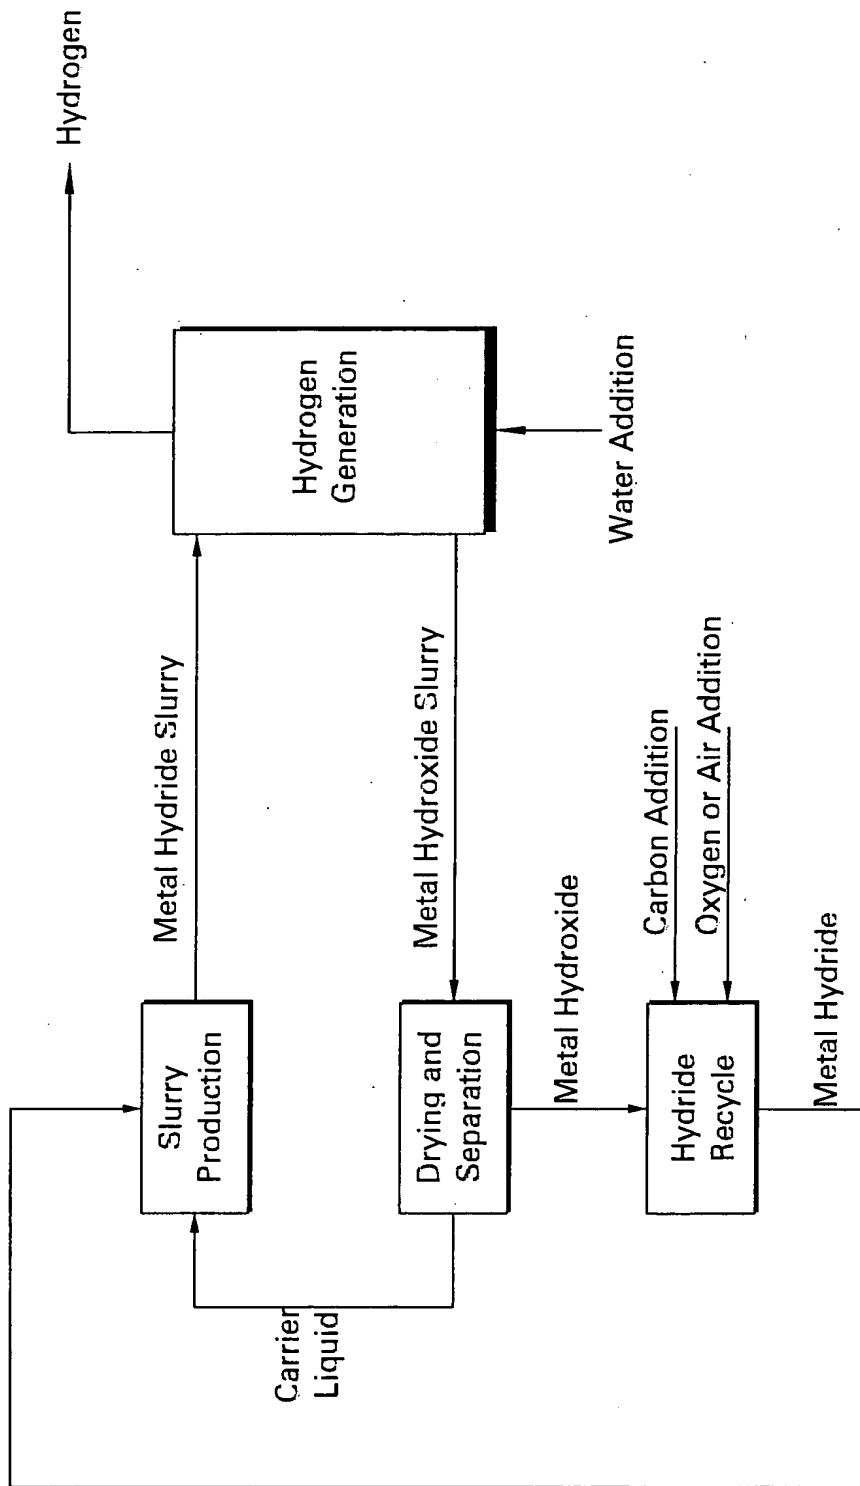 Hydrogen
Hydrogen
Generation
Water Addition
Metal Hydride Slurry
Metal Hydroxide Slurry
Slurry
Production
Drying and
Separation
Carrier
Liquid
Metal Hydroxide
Carbon Addition
Oxygen or Air Addition
Hydride
Recycle
Metal Hydride